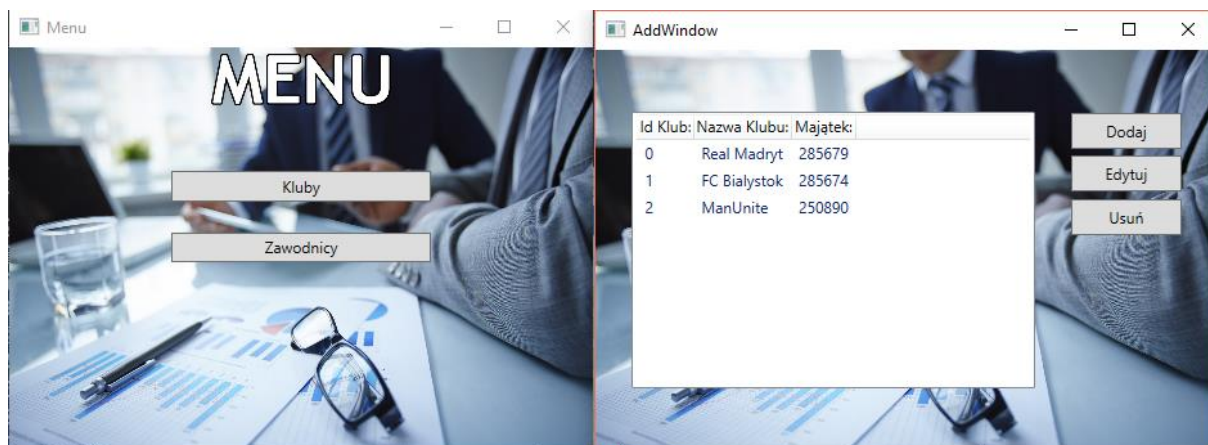 Menu
MENU
Kluby
Zawodnicy
AddWindow
Id Klub: Nazwa Klubu: Majątek:
0 Real Madryt 285679
1 FC Bialystok 285674
2 ManUnite 250890
Dodaj
Edytuj
Usuń